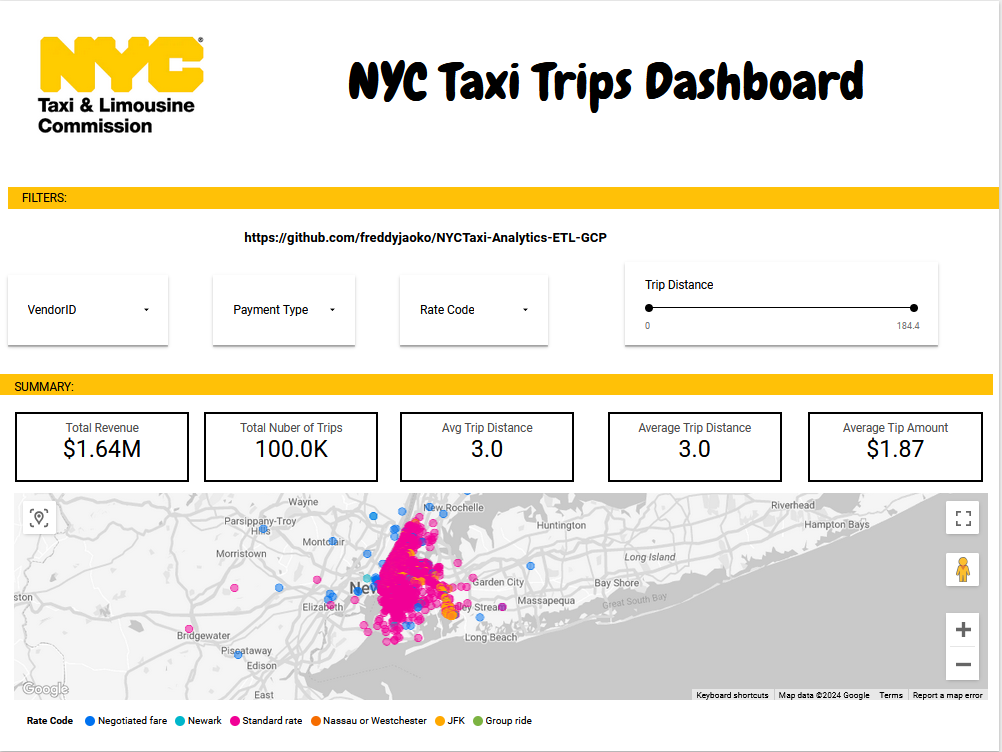 NYC®
Taxi & Limousine
Commission
NYC Taxi Trips Dashboard
FILTERS:
https://github.com/freddyjaoko/NYCTaxi-Analytics-ETL-GCP
VendorID
Payment Type
Rate Code
Trip Distance
0
184.4
SUMMARY:
Total Revenue
$1.64M
Total Nuber of Trips
100.0K
Avg Trip Distance
3.0
Average Trip Distance
3.0
Average Tip Amount
$1.87
Wayne
New Rochelle
Riverhead
Parsippany-Troy
Hills
Huntington
Hampton Bays
Montclair
Morristown
Long Island
Garden City
Bay Shore
New
ston
Elizabeth
ey Stream
Massapequa
Great South Bay
Bridgewater
Long Beach
Piscataway
Edison
East
Google
Keyboard shortcuts
Map data ©2024 Google
Terms
Report a map error
Rate Code
Negotiated fare
Newark
Standard rate
Nassau or Westchester
JFK
Group ride